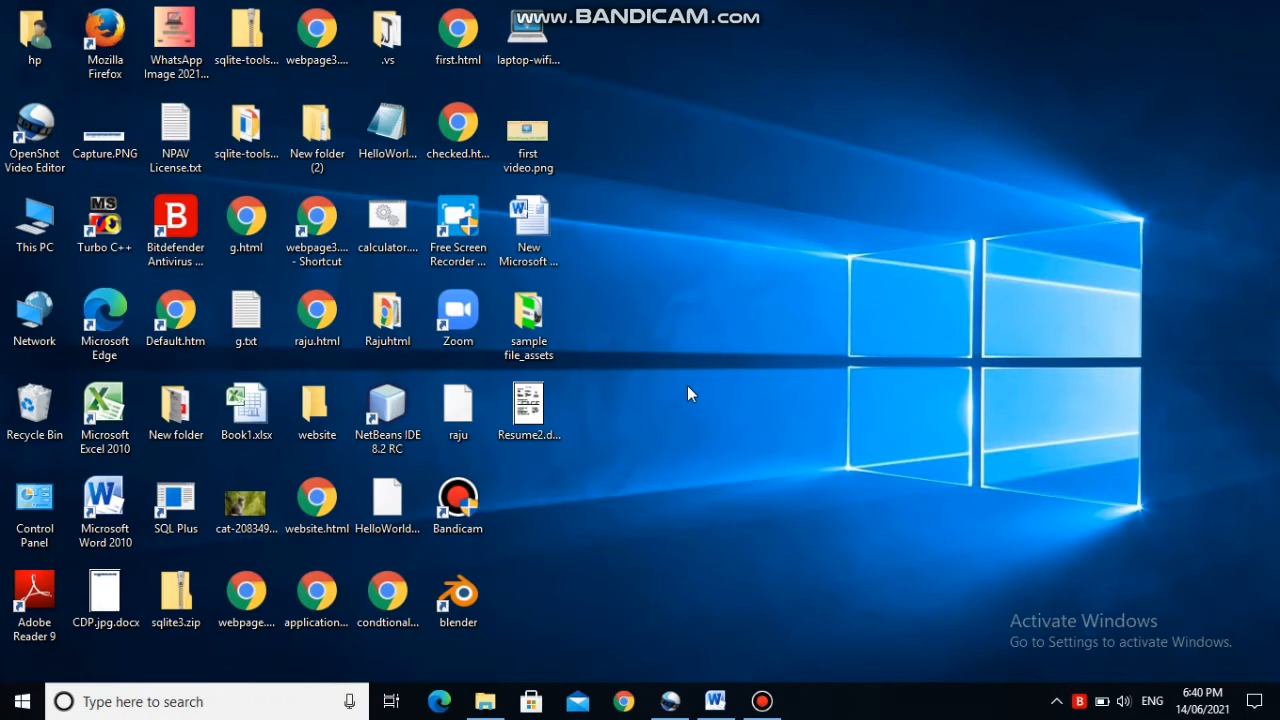 www.BANDICAM.com
hp
Mozilla
Firefox
WhatsApp
Image 2021...
sqlite-tools...
webpage3....
.vs
first.html
laptop-wifi...
OpenShot
Video Editor
Capture.PNG
NPAV
License.txt
sqlite-tools...
New folder
(2)
HelloWorl...
checked.ht...
first
video.png
This PC
MS
Turbo C++
B
Bitdefender
Antivirus ...
g.html
webpage3....
- Shortcut
calculator....
Free Screen
Recorder ...
New
Microsoft ...
Network
Microsoft
Edge
Default.htm
g.txt
raju.html
Rajuhtml
Zoom
sample
file_assets
Recycle Bin
Microsoft
Excel 2010
New folder
Book1.xlsx
website
NetBeans IDE
8.2 RC
raju
Resume2.d...
Control
Panel
Microsoft
Word 2010
SQL Plus
cat-208349...
website.html
HelloWorld...
Bandicam
Adobe
Reader 9
CDP.jpg.docx
sqlite3.zip
webpage....
application...
condtional...
blender
Activate Windows
Go to Settings to activate Windows.
Type here to search
B
ENG
6:40 PM
14/06/2021